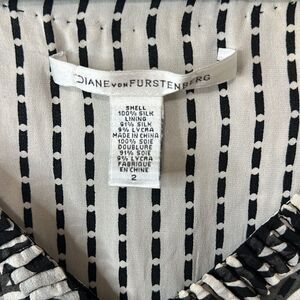 DIANE VON FURSTENBERG
SHELL
100% SILK
LINING
91% SILK
9% LYCRA
MADE IN CHINA
100% SOIE
DOUBLURE
91% SOIE
9% LYCRA
FABRIQUE
EN CHINE
2